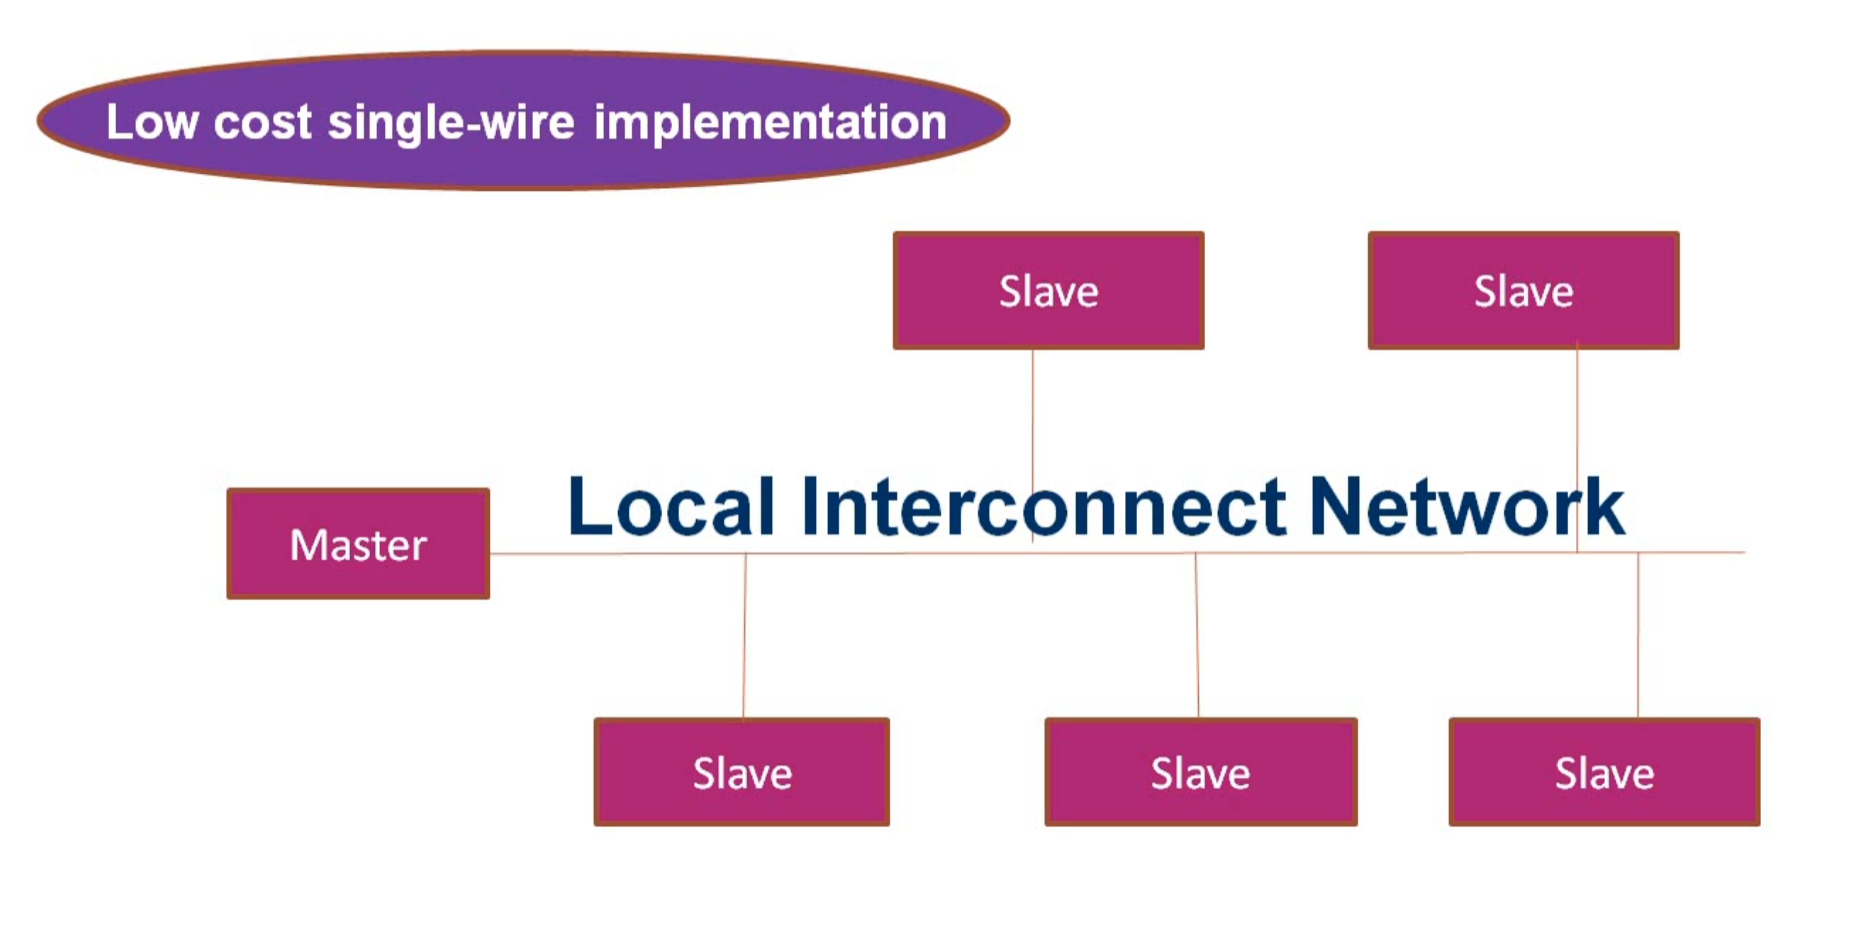 Low cost single-wire implementation
Slave
Slave
Local Interconnect Network
Master
Slave
Slave
Slave